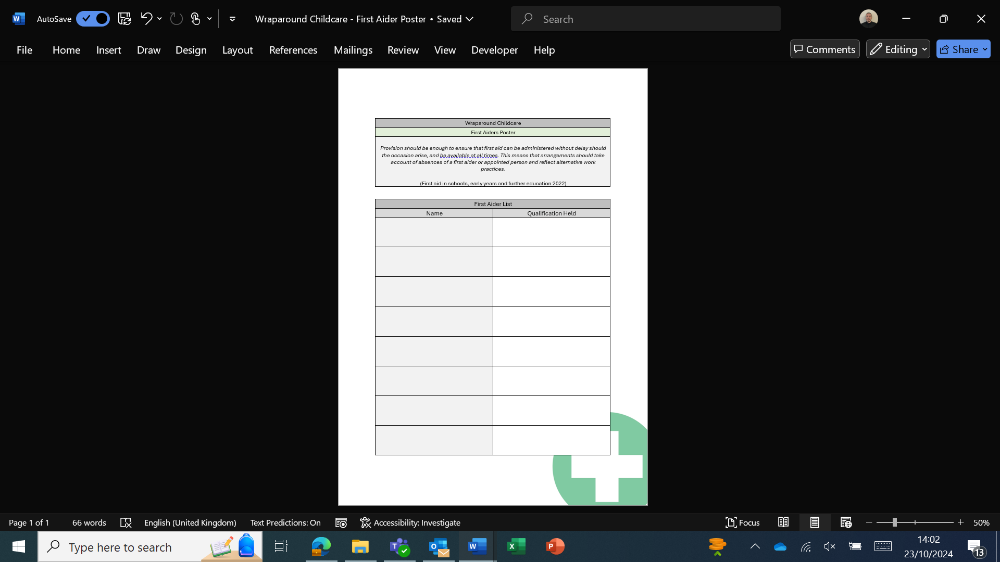 AutoSave
Wraparound Childcare - First Aider Poster • Saved
Search
File Home Insert Draw Design Layout References Mailings Review View Developer Help
Comments Editing Share
Wraparound Childcare
First Aiders Poster
Provision should be enough to ensure that first aid can be administered without delay should
the occasion arise, and be available at all times. This means that arrangements should take
account of absences of a first aider or appointed person and reflect alternative work
practices.
(First aid in schools, early years and further education 2022)
First Aider List
Name Qualification Held
Page 1 of 1 66 words English (United Kingdom) Text Predictions: On Accessibility: Investigate Focus 50%
Type here to search
14:02
23/10/2024
13